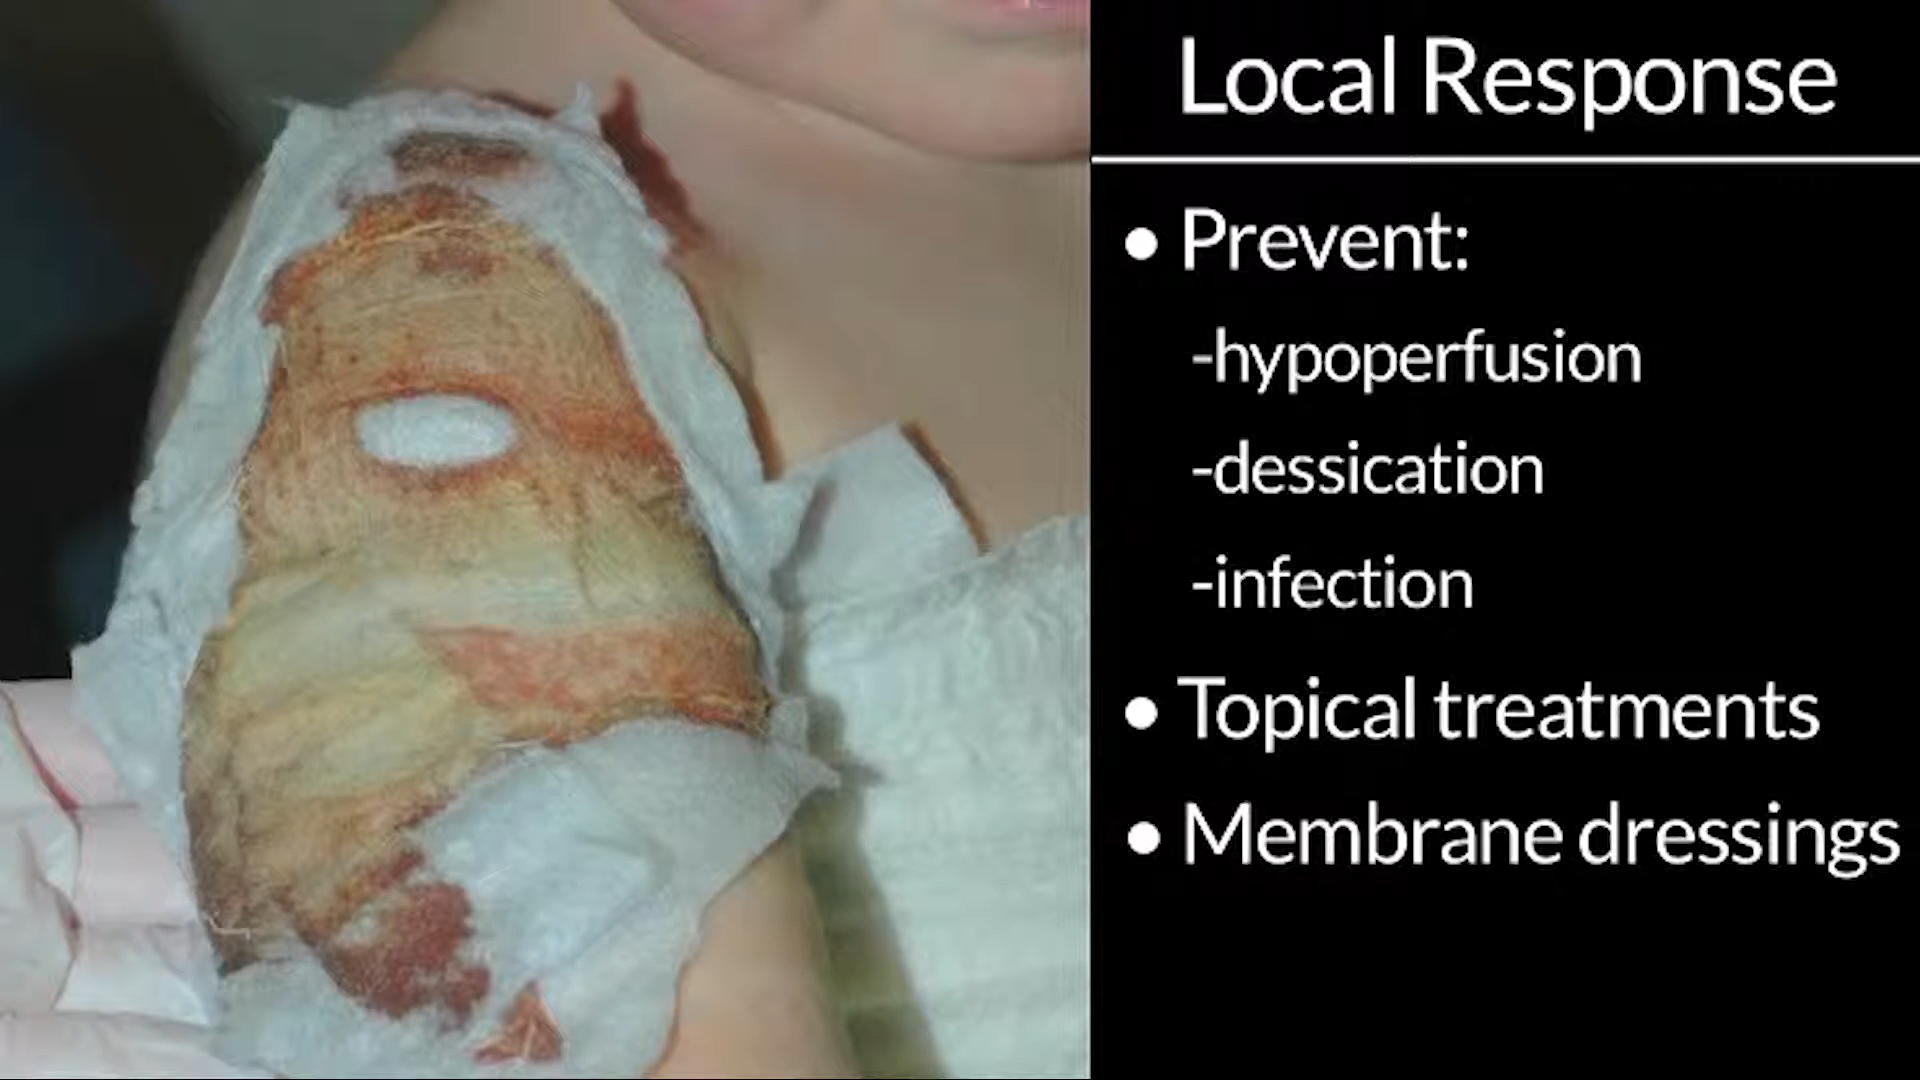 Local Response
• Prevent:
-hypoperfusion
-dessication
-infection
• Topical treatments
• Membrane dressings